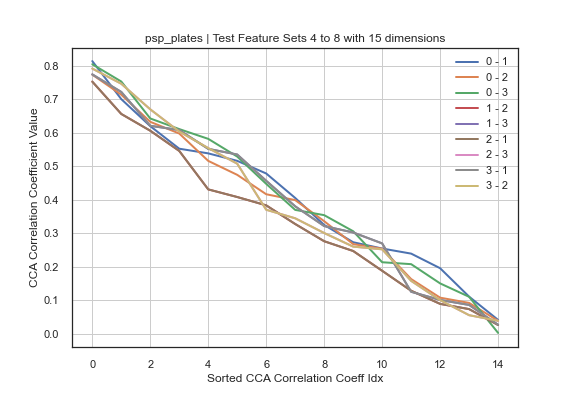 psp_plates | Test Feature Sets 4 to 8 with 15 dimensions
CCA Correlation Coefficient Value
0.8
0.7
0.6
0.5
0.4
0.3
0.2
0.1
0.0
0 - 1
0 - 2
0 - 3
1 - 2
1 - 3
2 - 1
2 - 3
3 - 1
3 - 2
0 2 4 6 8 10 12 14
Sorted CCA Correlation Coeff Idx